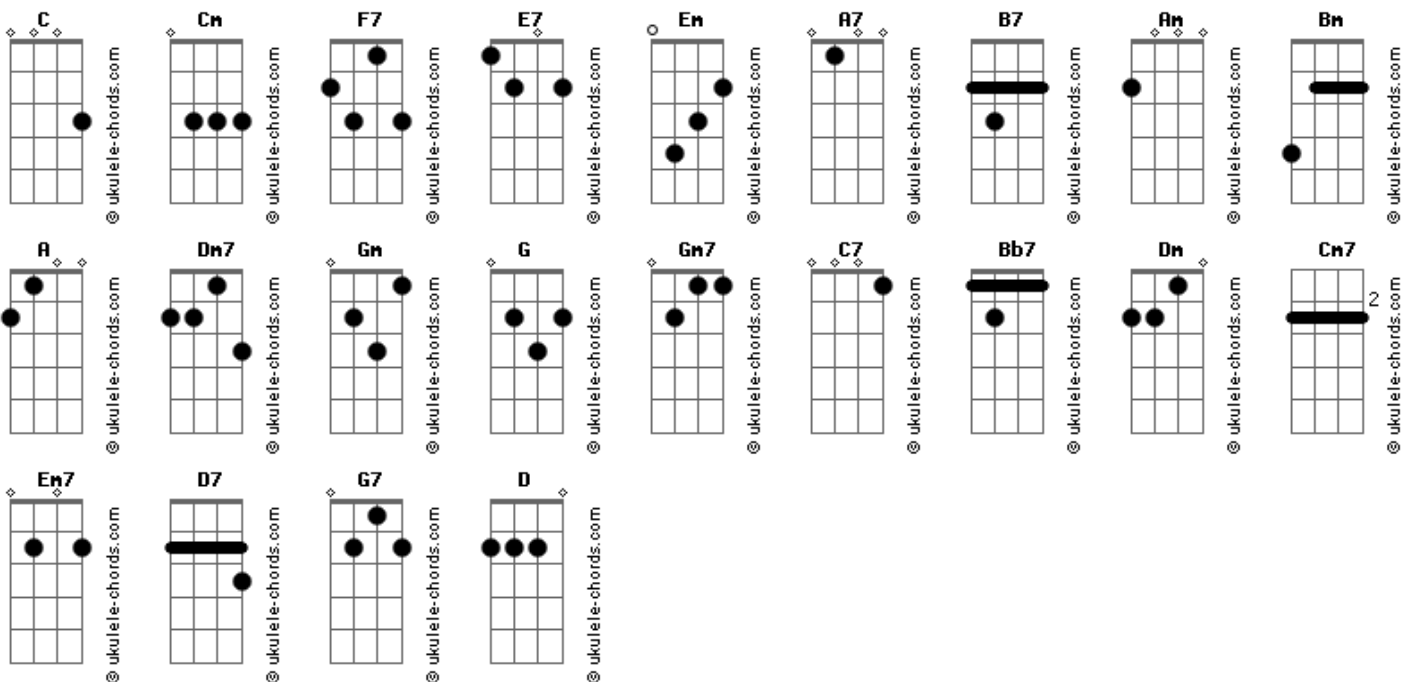 C Cm F7 E7 Em A7 B7 Am Bm
© ukulele-chords.com © ukulele-chords.com © ukulele-chords.com © ukulele-chords.com © ukulele-chords.com © ukulele-chords.com © ukulele-chords.com © ukulele-chords.com © ukulele-chords.com
A Dm7 Gm G Gm7 C7 Bb7 Dm Cm7
2
© ukulele-chords.com © ukulele-chords.com © ukulele-chords.com © ukulele-chords.com © ukulele-chords.com © ukulele-chords.com © ukulele-chords.com © ukulele-chords.com © ukulele-chords.com
Em7 D7 G7 D
© ukulele-chords.com © ukulele-chords.com © ukulele-chords.com © ukulele-chords.com